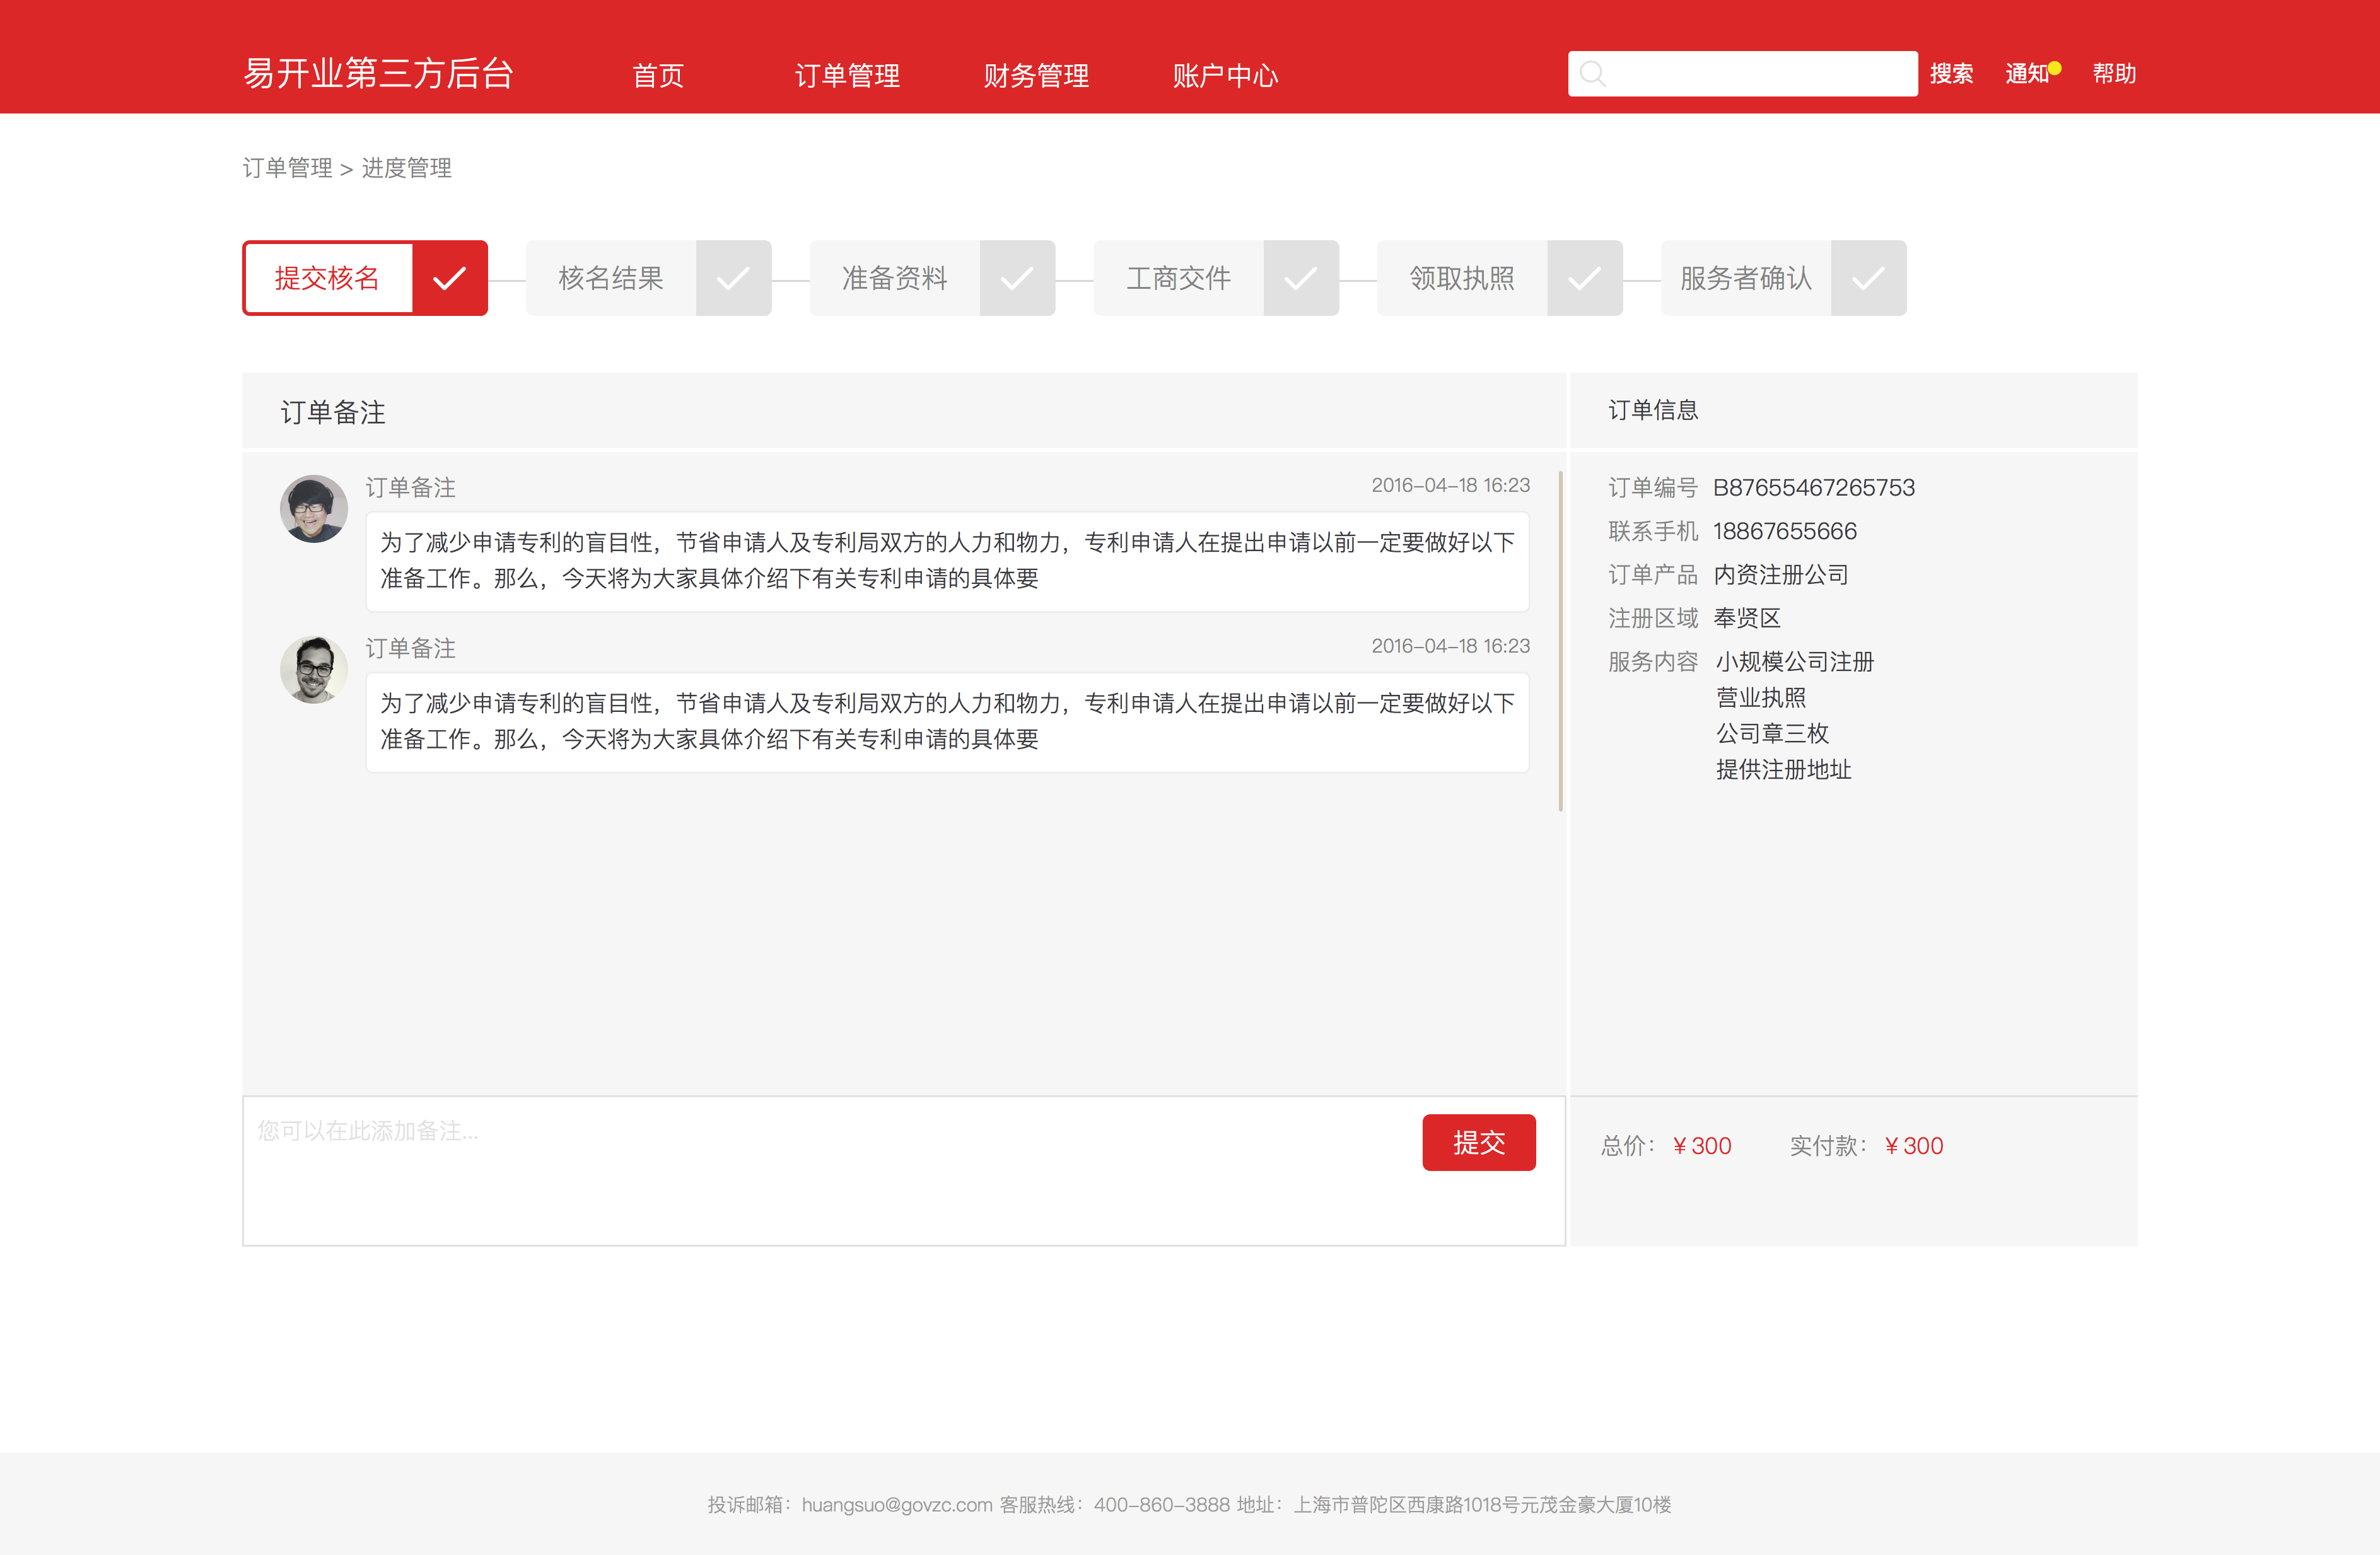 易开业第三方后台 首页 订单管理 财务管理 账户中心 搜索 通知 帮助
订单管理 > 进度管理
提交核名 核名结果 准备资料 工商交件 领取执照 服务者确认
订单备注
订单备注 2016-04-18 16:23
为了减少申请专利的盲目性，节省申请人及专利局双方的人力和物力，专利申请人在提出申请以前一定要做好以下
准备工作。那么，今天将为大家具体介绍下有关专利申请的具体要
订单备注 2016-04-18 16:23
为了减少申请专利的盲目性，节省申请人及专利局双方的人力和物力，专利申请人在提出申请以前一定要做好以下
准备工作。那么，今天将为大家具体介绍下有关专利申请的具体要
您可以在此添加备注...
提交
订单信息
订单编号 B87655467265753
联系手机 18867655666
订单产品 内资注册公司
注册区域 奉贤区
服务内容 小规模公司注册
营业执照
公司章三枚
提供注册地址
总价：￥300 实付款：￥300
投诉邮箱：huangsuo@govzc.com 客服热线：400-860-3888 地址：上海市普陀区西康路1018号元茂金豪大厦10楼